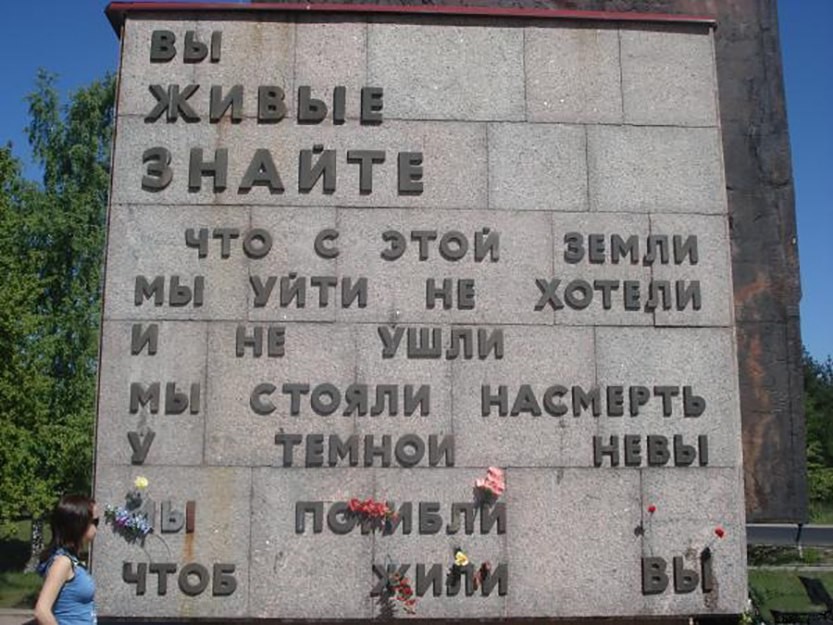 ВЫ
ЖИВЫЕ
ЗНАЙТЕ
ЧТО С ЭТОЙ ЗЕМЛИ
МЫ УЙТИ НЕ ХОТЕЛИ
И НЕ УШЛИ
МЫ СТОЯЛИ НАСМЕРТЬ
У ТЕМНОЙ НЕВЫ
МЫ ПОГИБЛИ
ЧТОБ ЖИЛИ ВЫ